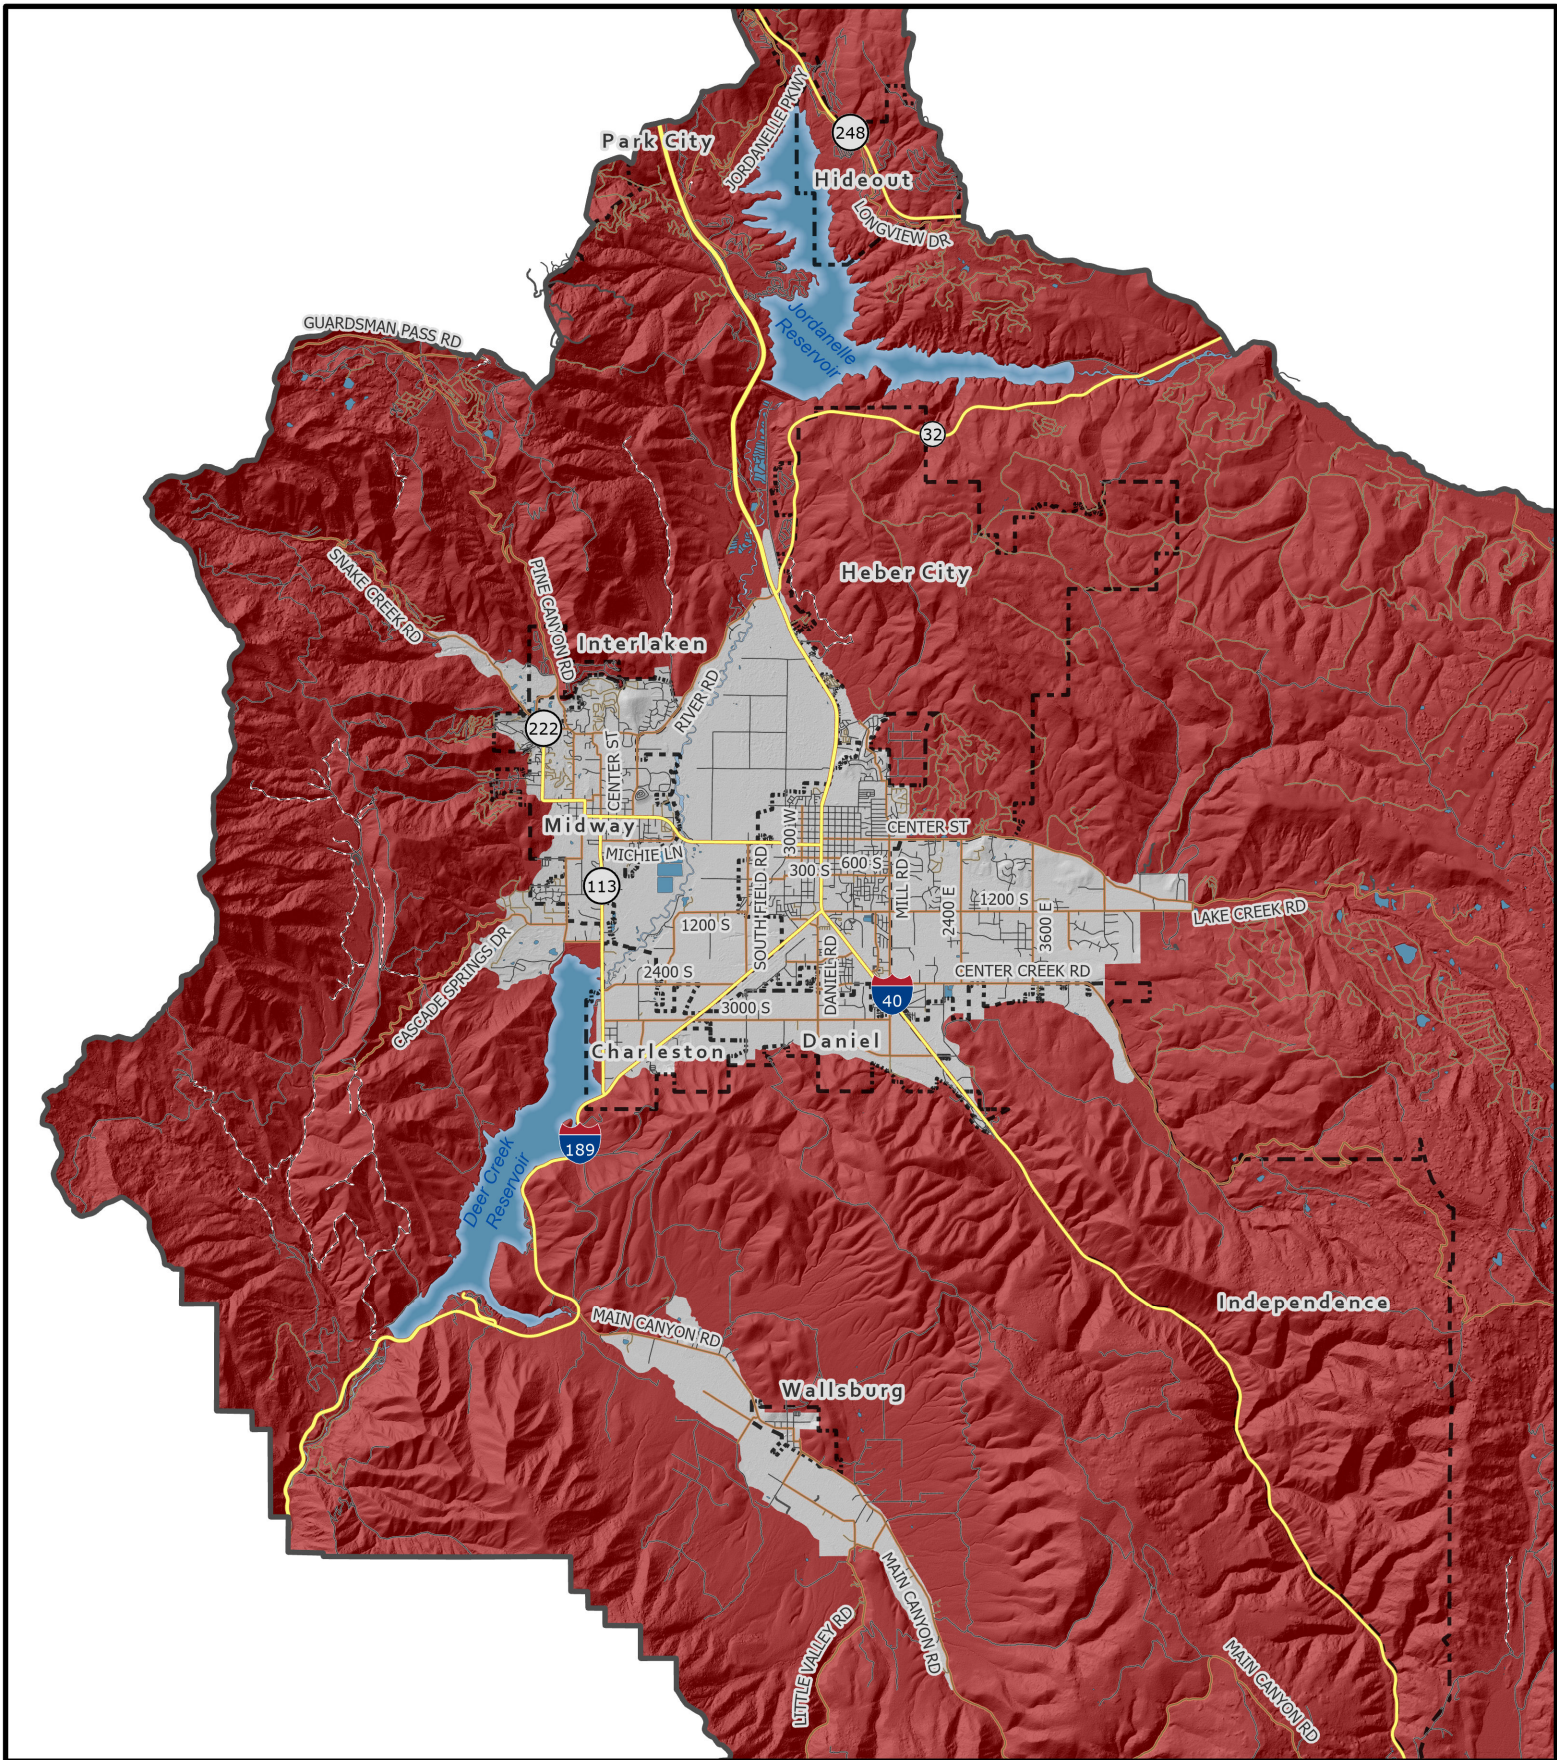 Park City
JORDANELLE PKWY
248
Hideout
LONGVIEW DR
Jordanelle
Reservoir
GUARDSMAN PASS RD
32
SNAKE CREEK RD
PINE CANYON RD
Heber City
Interlaken
RIVER RD
222
CENTER ST
Midway
MICHIE LN
300 W
CENTER ST
300 S
600 S
113
SOUTHFIELD RD
MILL RD
2400 E
1200 S
3600 E
LAKE CREEK RD
1200 S
CASCADE SPRINGS DR
2400 S
DANIEL RD
CENTER CREEK RD
40
3000 S
Charleston
Daniel
189
Deer Creek
Reservoir
Independence
MAIN CANYON RD
Wallsburg
MAIN CANYON RD
LITTLE VALLEY RD
MAIN CANYON RD